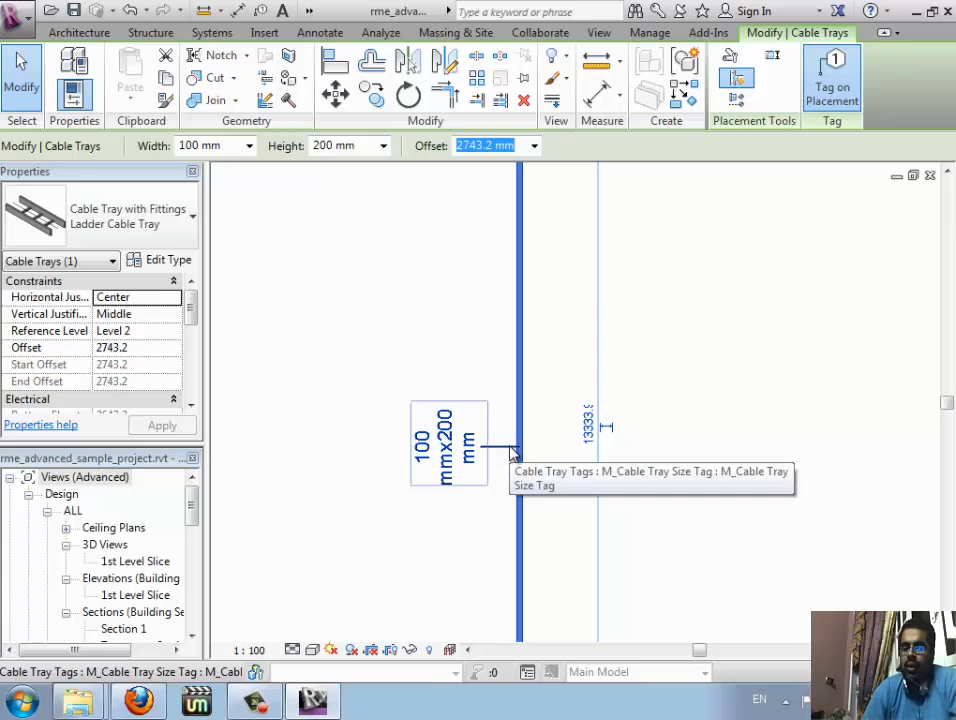 rme_adva...
Type a keyword or phrase
Sign In
Architecture Structure Systems Insert Annotate Analyze Massing & Site Collaborate View Manage Add-Ins Modify | Cable Trays
Modify
Paste
Notch
Cut
Join
Tag on
Placement
Select Properties Clipboard Geometry Modify View Measure Create Placement Tools Tag
Modify | Cable Trays Width: 100 mm Height: 200 mm Offset: 2743.2 mm
Properties
Cable Tray with Fittings
Ladder Cable Tray
Cable Trays (1) Edit Type
Constraints
Horizontal Jus... Center
Vertical Justifi... Middle
Reference Level Level 2
Offset 2743.2
Start Offset 2743.2
End Offset 2743.2
Electrical
Properties help Apply
rme_advanced_sample_project.rvt - ...
Views (Advanced)
Design
ALL
Ceiling Plans
3D Views
1st Level Slice
Elevations (Building
1st Level Slice
Sections (Building Se
Section 1
100
mmx200
mm
13333.9
Cable Tray Tags : M_Cable Tray Size Tag : M_Cable Tray
Size Tag
1 : 100
Cable Tray Tags : M_Cable Tray Size Tag : M_Cabl
:0
Main Model
UM
EN